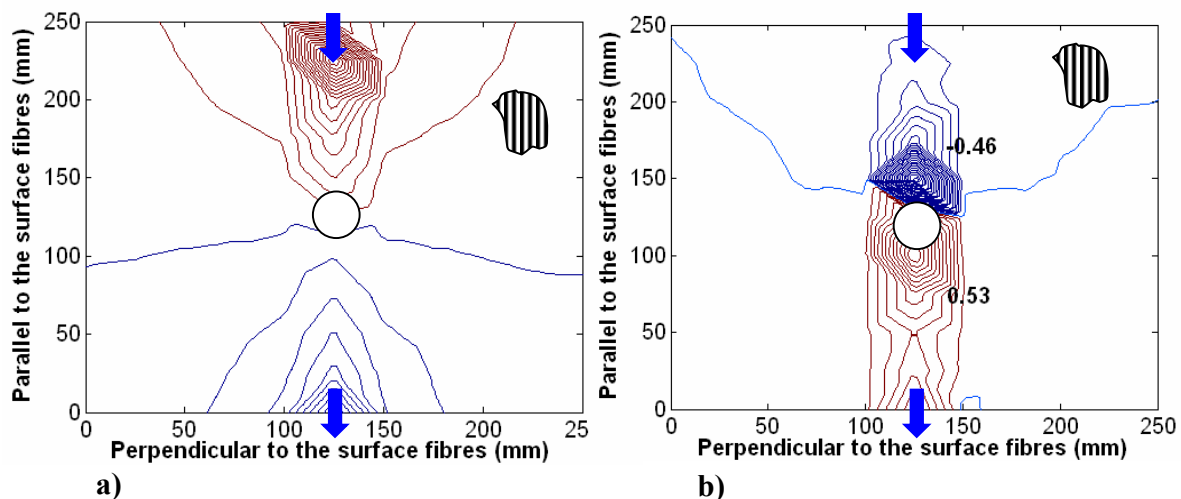 Parallel to the surface fibres (mm)
250
200
150
100
50
0
0 50 100 150 200 25
Perpendicular to the surface fibres (mm)
a)
Parallel to the surface fibres (mm)
250
200
150
100
50
0
-0.46
0.53
0 50 100 150 200 250
Perpendicular to the surface fibres (mm)
b)